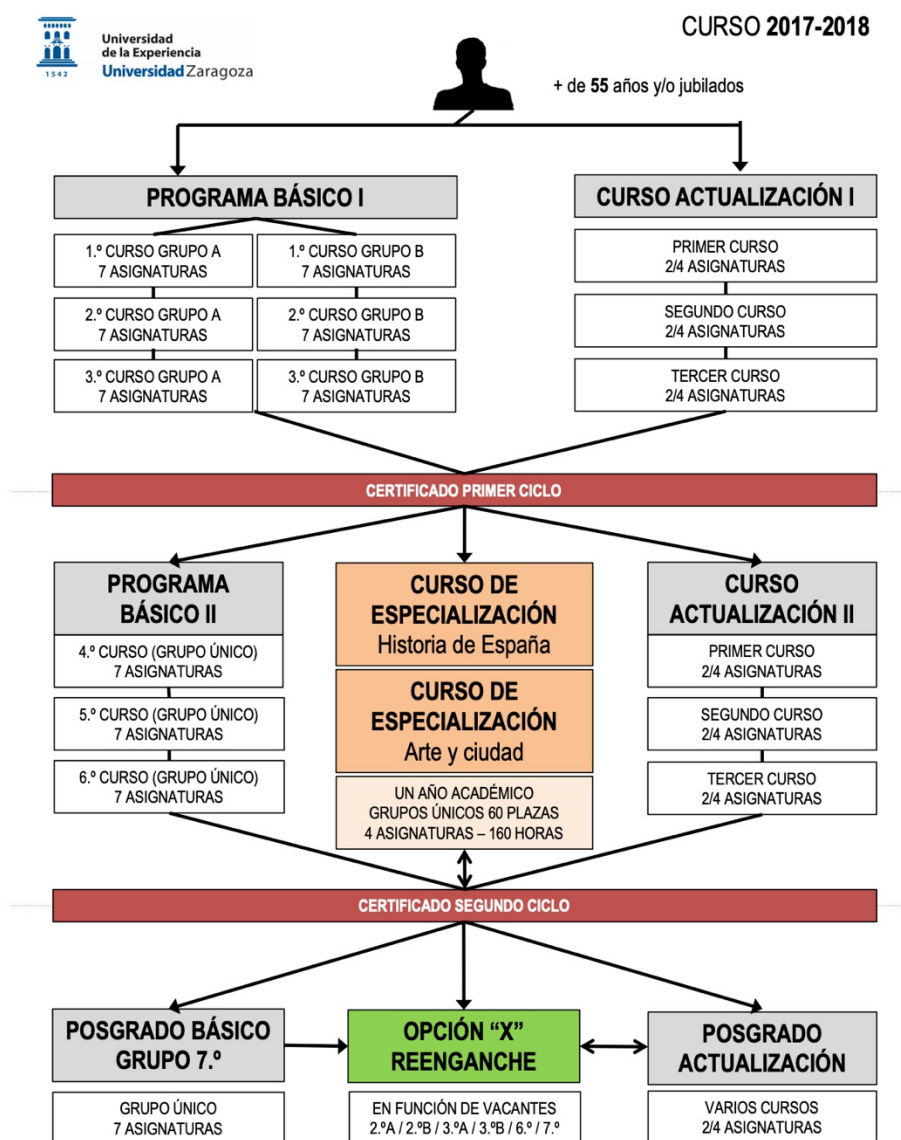 CURSO 2017-2018
Universidad
de la Experiencia
1542
Universidad Zaragoza
+ de 55 años y/o jubilados
PROGRAMA BÁSICO I
1.º CURSO GRUPO A
7 ASIGNATURAS
1.º CURSO GRUPO B
7 ASIGNATURAS
2.º CURSO GRUPO A
7 ASIGNATURAS
2.º CURSO GRUPO B
7 ASIGNATURAS
3.º CURSO GRUPO A
7 ASIGNATURAS
3.º CURSO GRUPO B
7 ASIGNATURAS
CURSO ACTUALIZACIÓN I
PRIMER CURSO
2/4 ASIGNATURAS
SEGUNDO CURSO
2/4 ASIGNATURAS
TERCER CURSO
2/4 ASIGNATURAS
CERTIFICADO PRIMER CICLO
PROGRAMA
BÁSICO II
4.º CURSO (GRUPO ÚNICO)
7 ASIGNATURAS
5.º CURSO (GRUPO ÚNICO)
7 ASIGNATURAS
6.º CURSO (GRUPO ÚNICO)
7 ASIGNATURAS
CURSO DE
ESPECIALIZACIÓN
Historia de España
CURSO DE
ESPECIALIZACIÓN
Arte y ciudad
UN AÑO ACADÉMICO
GRUPOS ÚNICOS 60 PLAZAS
4 ASIGNATURAS – 160 HORAS
CURSO
ACTUALIZACIÓN II
PRIMER CURSO
2/4 ASIGNATURAS
SEGUNDO CURSO
2/4 ASIGNATURAS
TERCER CURSO
2/4 ASIGNATURAS
CERTIFICADO SEGUNDO CICLO
POSGRADO BÁSICO
GRUPO 7.º
GRUPO ÚNICO
7 ASIGNATURAS
OPCIÓN “X”
REENGANCHE
EN FUNCIÓN DE VACANTES
2.ºA / 2.ºB / 3.ºA / 3.ºB / 6.º / 7.º
POSGRADO
ACTUALIZACIÓN
VARIOS CURSOS
2/4 ASIGNATURAS